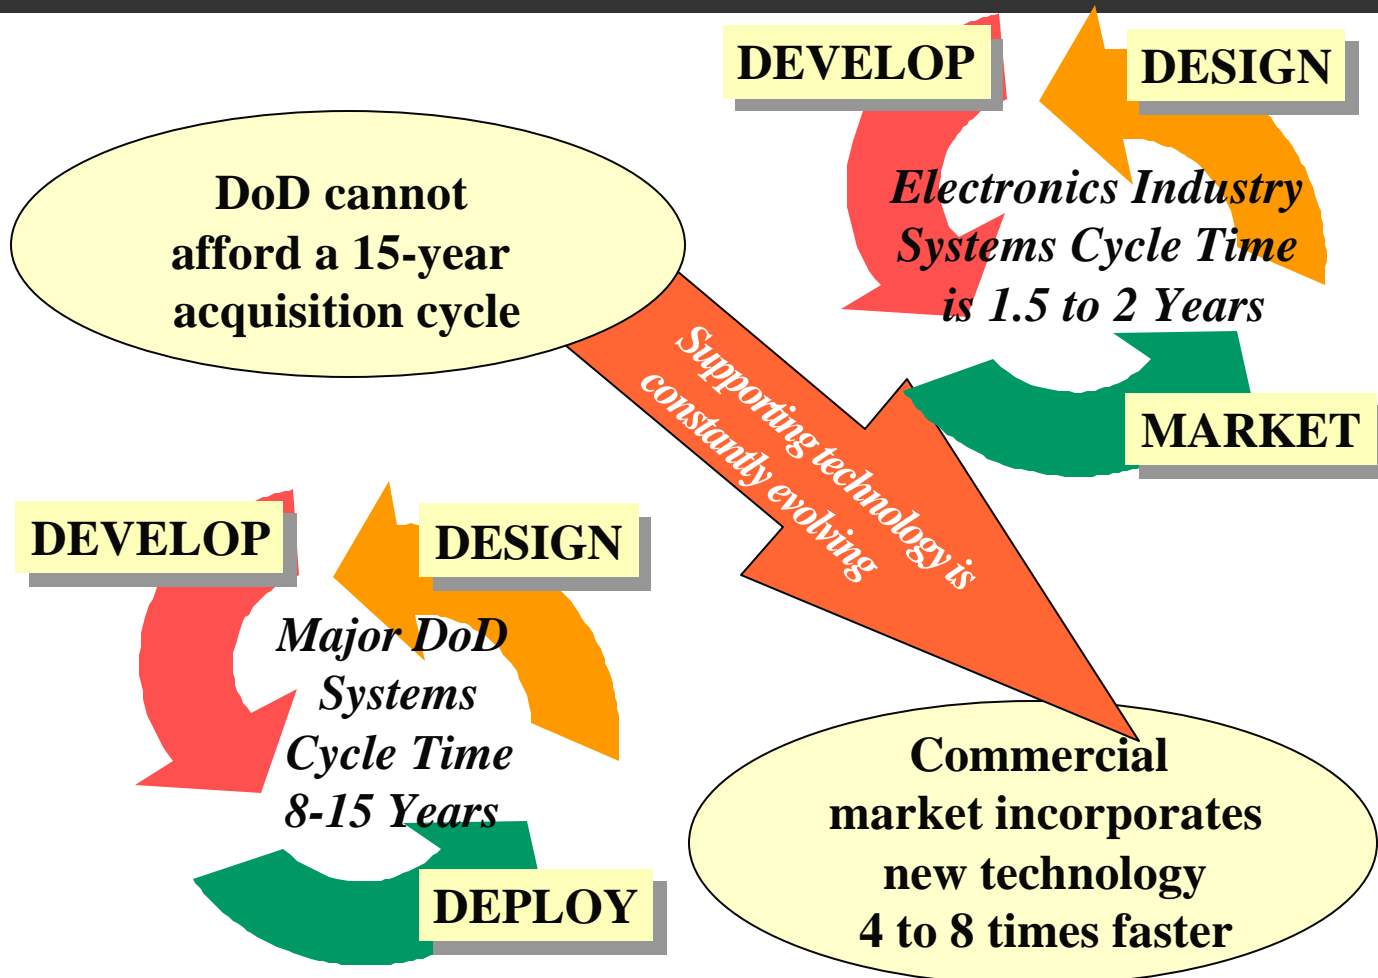 DEVELOP
DESIGN
Electronics Industry
Systems Cycle Time
is 1.5 to 2 Years
MARKET
DoD cannot
afford a 15-year
acquisition cycle
Supporting technology is
constantly evolving
DEVELOP
DESIGN
Major DoD
Systems
Cycle Time
8-15 Years
DEPLOY
Commercial
market incorporates
new technology
4 to 8 times faster